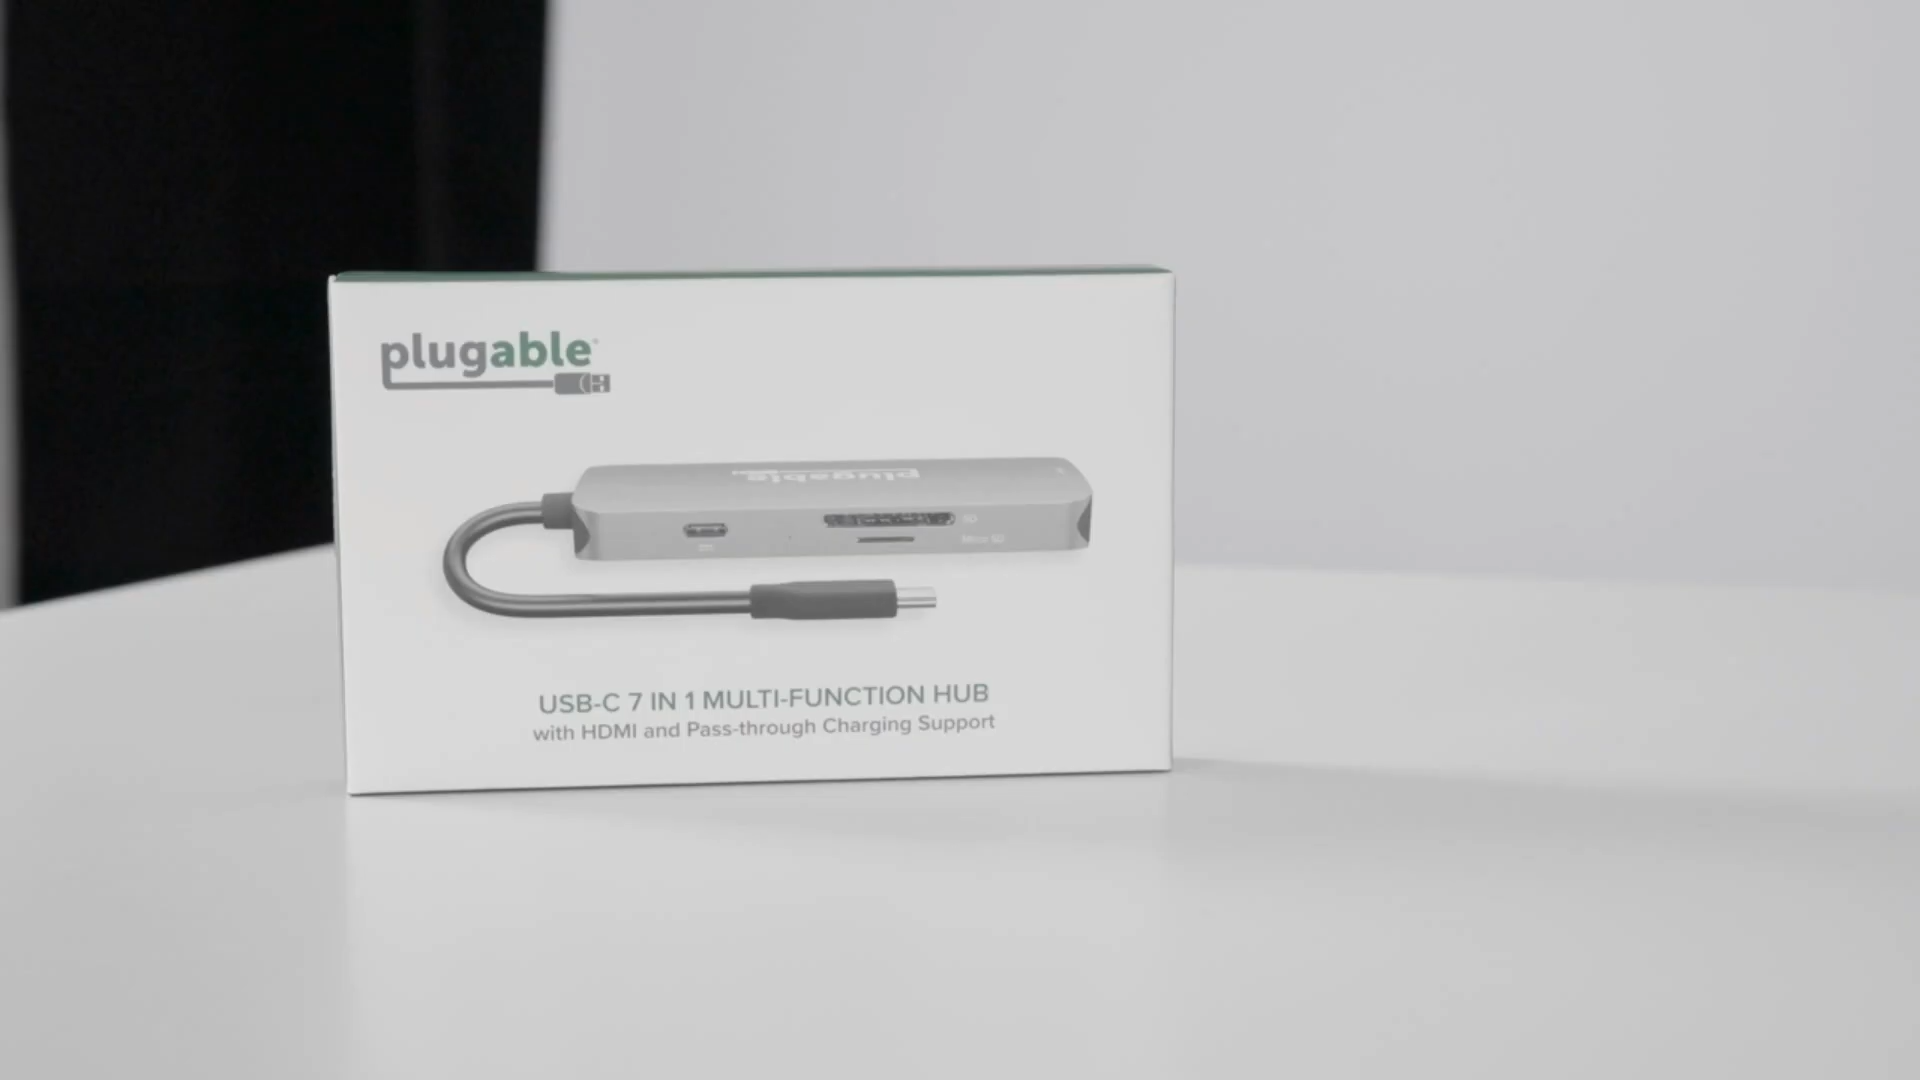 plugable
plugable
SD
Micro SD
USB-C 7 IN 1 MULTI-FUNCTION HUB
with HDMI and Pass-through Charging Support